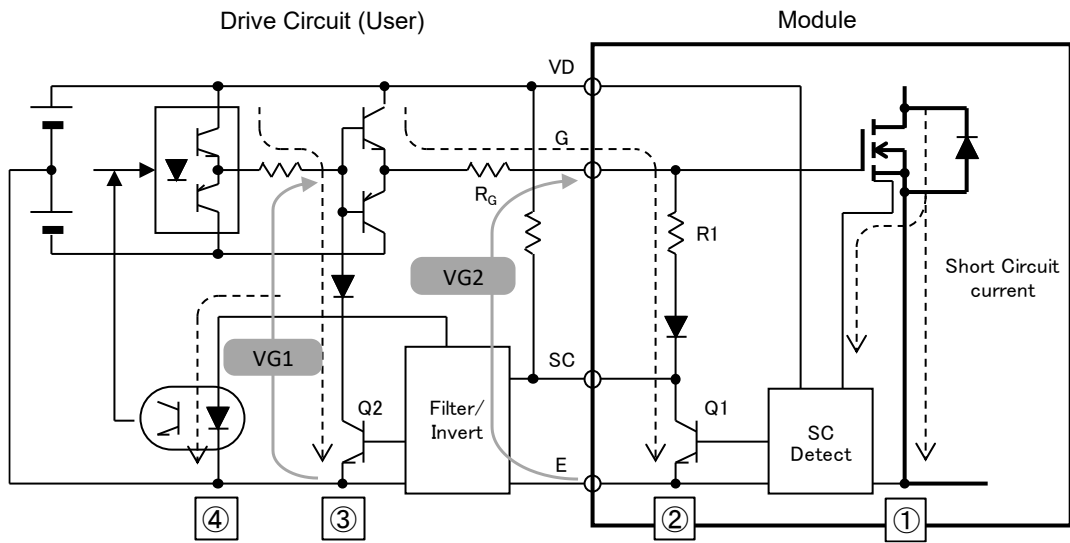 Drive Circuit (User)
Module
VD
G
R_G
R1
Short Circuit
current
VG2
VG1
SC
Q2
Filter/
Invert
Q1
SC
Detect
E
④
③
②
①